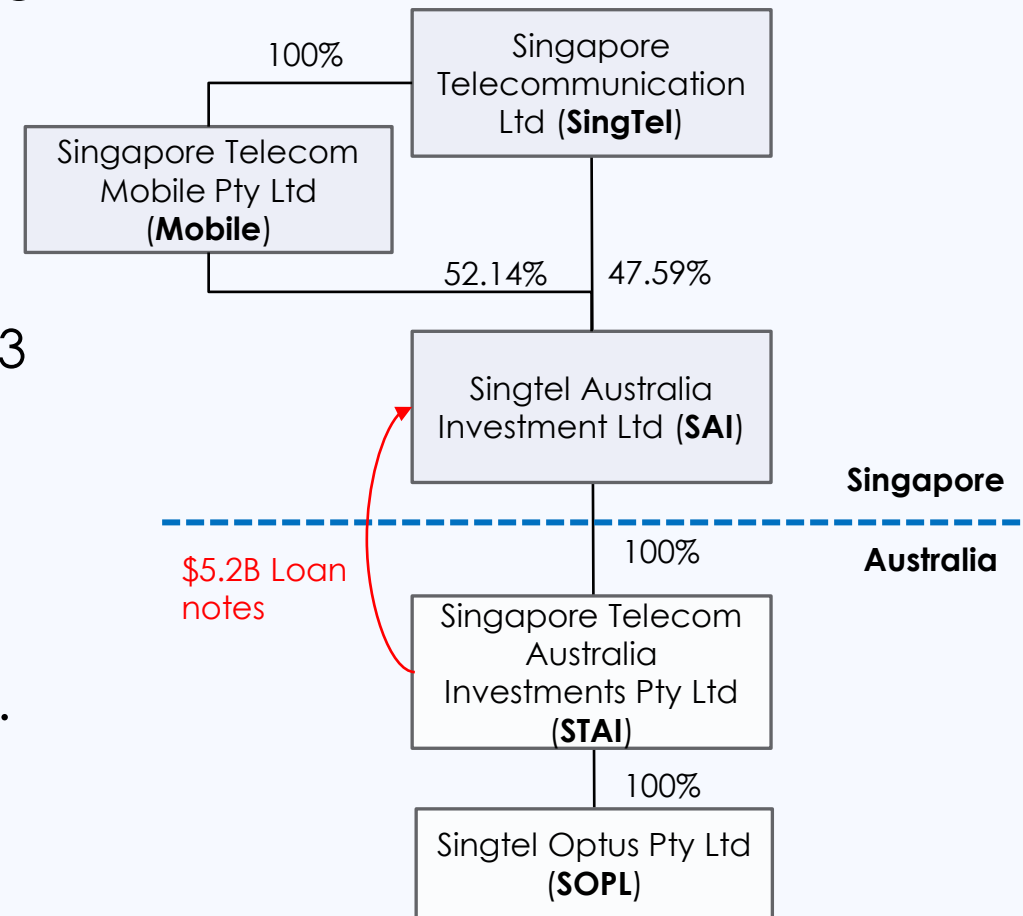 100%
Singapore
Telecommunication
Ltd (SingTel)
Singapore Telecom
Mobile Pty Ltd
(Mobile)
52.14%
47.59%
3
Singtel Australia
Investment Ltd (SAI)
Singapore
Australia
100%
$5.2B Loan
notes
Singapore Telecom
Australia
Investments Pty Ltd
(STAI)
.
100%
Singtel Optus Pty Ltd
(SOPL)